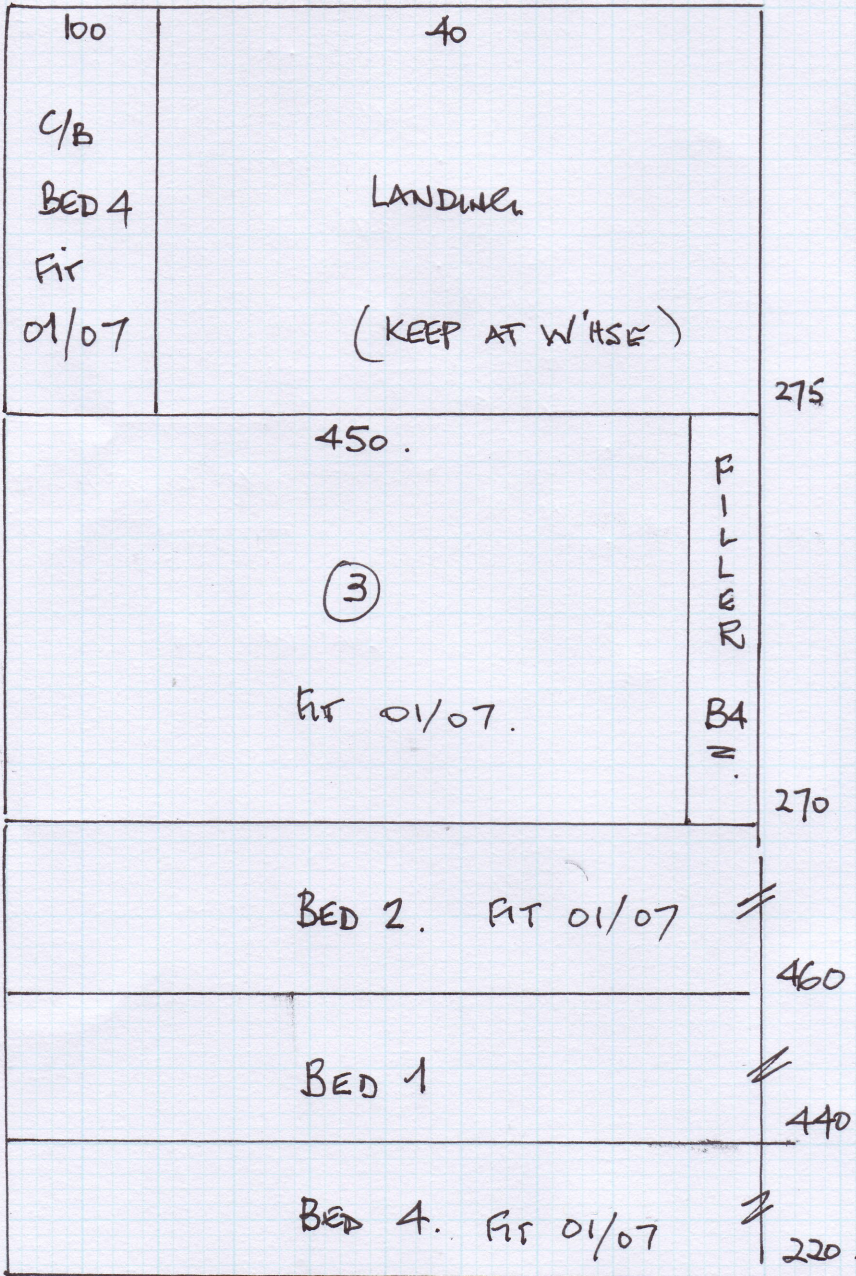 100
40
C/B
BED 4
FIT
01/07
LANDING
(KEEP AT W'HSE)
275
450.
3
FIT 01/07.
FILLER
B4
270
BED 2. FIT 01/07
460
BED 1
440
BED 4. FIT 01/07
220.